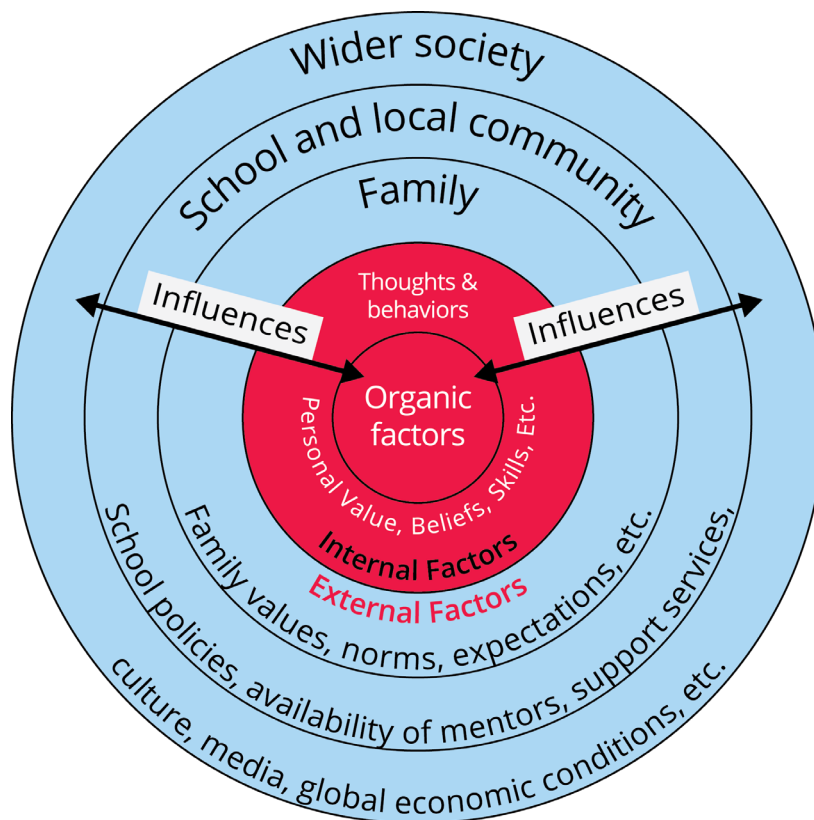 Wider society
School and local community
Family
Thoughts &
behaviors
Influences
Influences
Organic
factors
Personal Value, Beliefs, Skills, Etc.
Internal Factors
External Factors
Family values, norms, expectations, etc.
School policies, availability of mentors, support services,
culture, media, global economic conditions, etc.